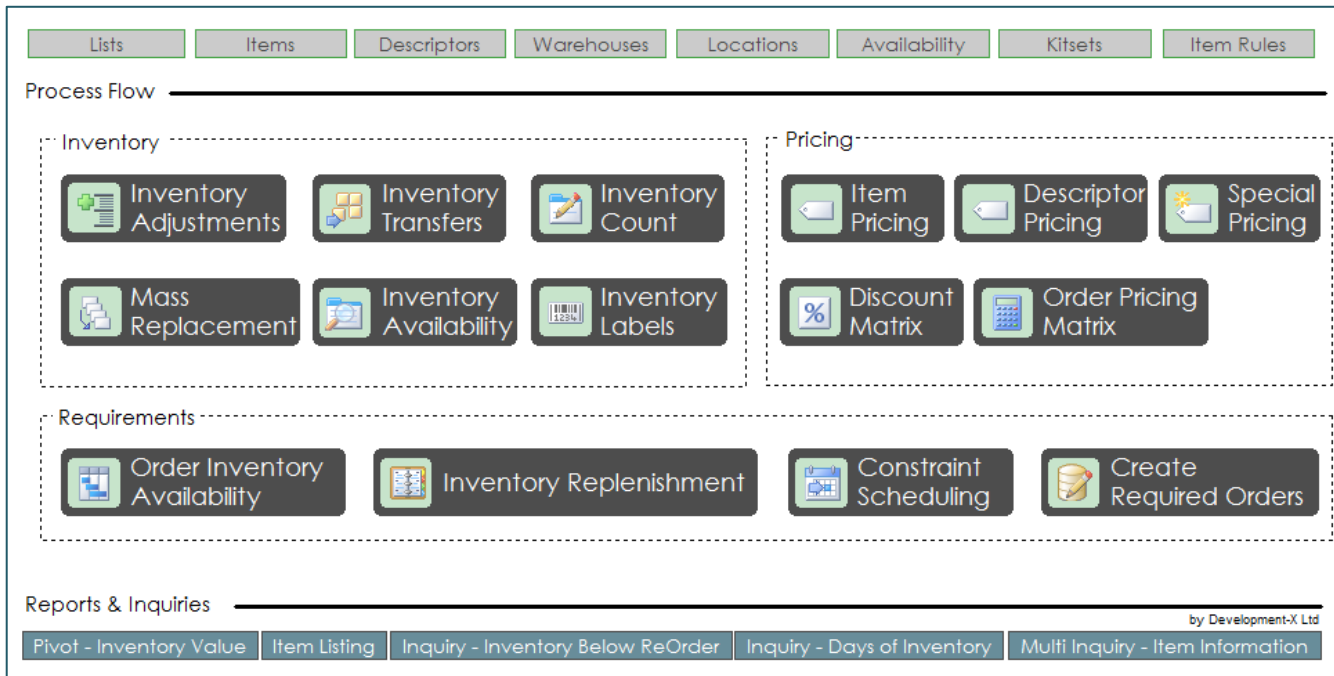 Lists
Items
Descriptors
Warehouses
Locations
Availability
Kitsets
Item Rules
Process Flow
Inventory
Inventory
Adjustments
Inventory
Transfers
Inventory
Count
Mass
Replacement
Inventory
Availability
Inventory
Labels
1234
Pricing
Item
Pricing
Descriptor
Pricing
Special
Pricing
%
Discount
Matrix
Order Pricing
Matrix
Requirements
Order Inventory
Availability
Inventory Replenishment
Constraint
Scheduling
Create
Required Orders
Reports & Inquiries
by Development-X Ltd
Pivot - Inventory Value
Item Listing
Inquiry - Inventory Below ReOrder
Inquiry - Days of Inventory
Multi Inquiry - Item Information